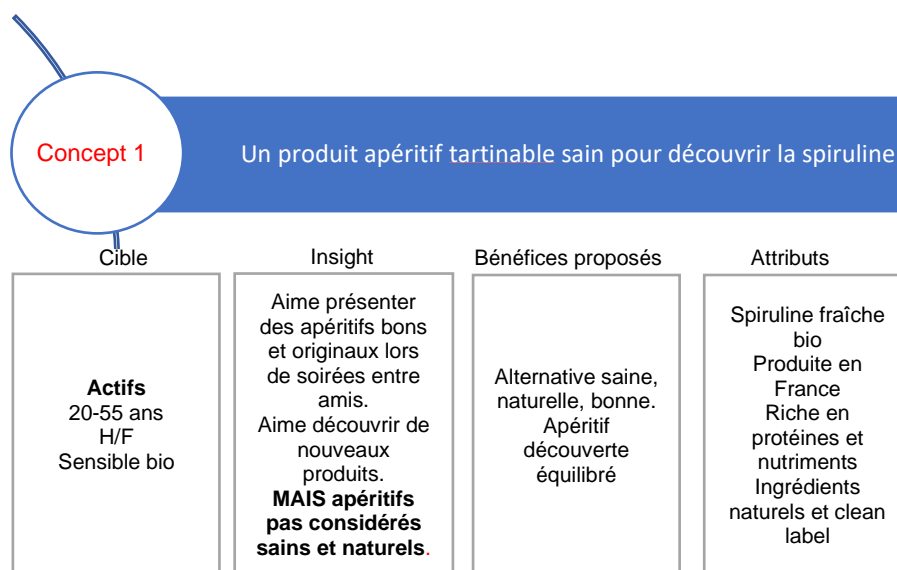 Concept 1
Un produit apéritif tartinable sain pour découvrir la spiruline
Cible
Actifs
20-55 ans
H/F
Sensible bio
Insight
Aime présenter
des apéritifs bons
et originaux lors
de soirées entre
amis.
Aime découvrir de
nouveaux
produits.
MAIS apéritifs
pas considérés
sains et naturels.
Bénéfices proposés
Alternative saine,
naturelle, bonne.
Apéritif
découverte
équilibré
Attributs
Spiruline fraîche
bio
Produite en
France
Riche en
protéines et
nutriments
Ingrédients
naturels et clean
label